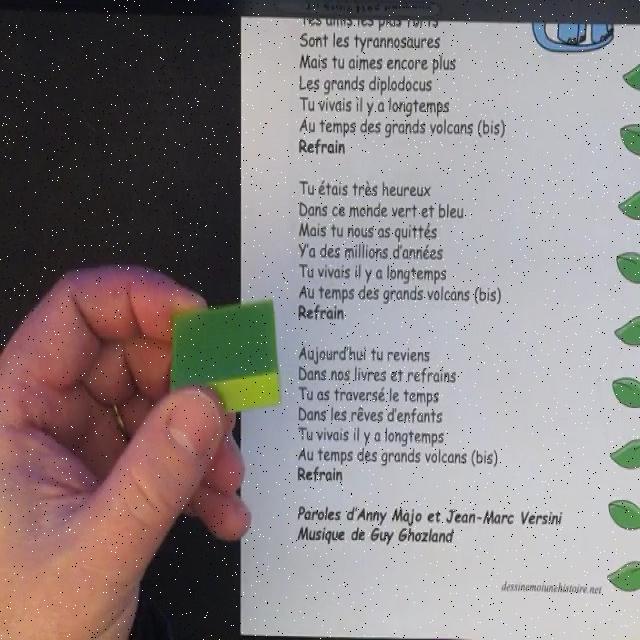 Tes amis les plus forts
Sont les tyrannosaures
Mais tu aimes encore plus
Les grands diplodocus
Tu vivais il y a longtemps
Au temps des grands volcans (bis)
Refrain
Tu étais très heureux
Dans ce monde vert et bleu
Mais tu nous as quittés
Y'a des millions d'années
Tu vivais il y a longtemps
Au temps des grands volcans (bis)
Refrain
Aujourd'hui tu reviens
Dans nos livres et refrains
Tu as traversé le temps
Dans les rêves d'enfants
Tu vivais il y a longtemps
Au temps des grands volcans (bis)
Refrain
Paroles d'Anny Majo et Jean-Marc Versini
Musique de Guy Ghozland
dessinemoiunehistoire.net